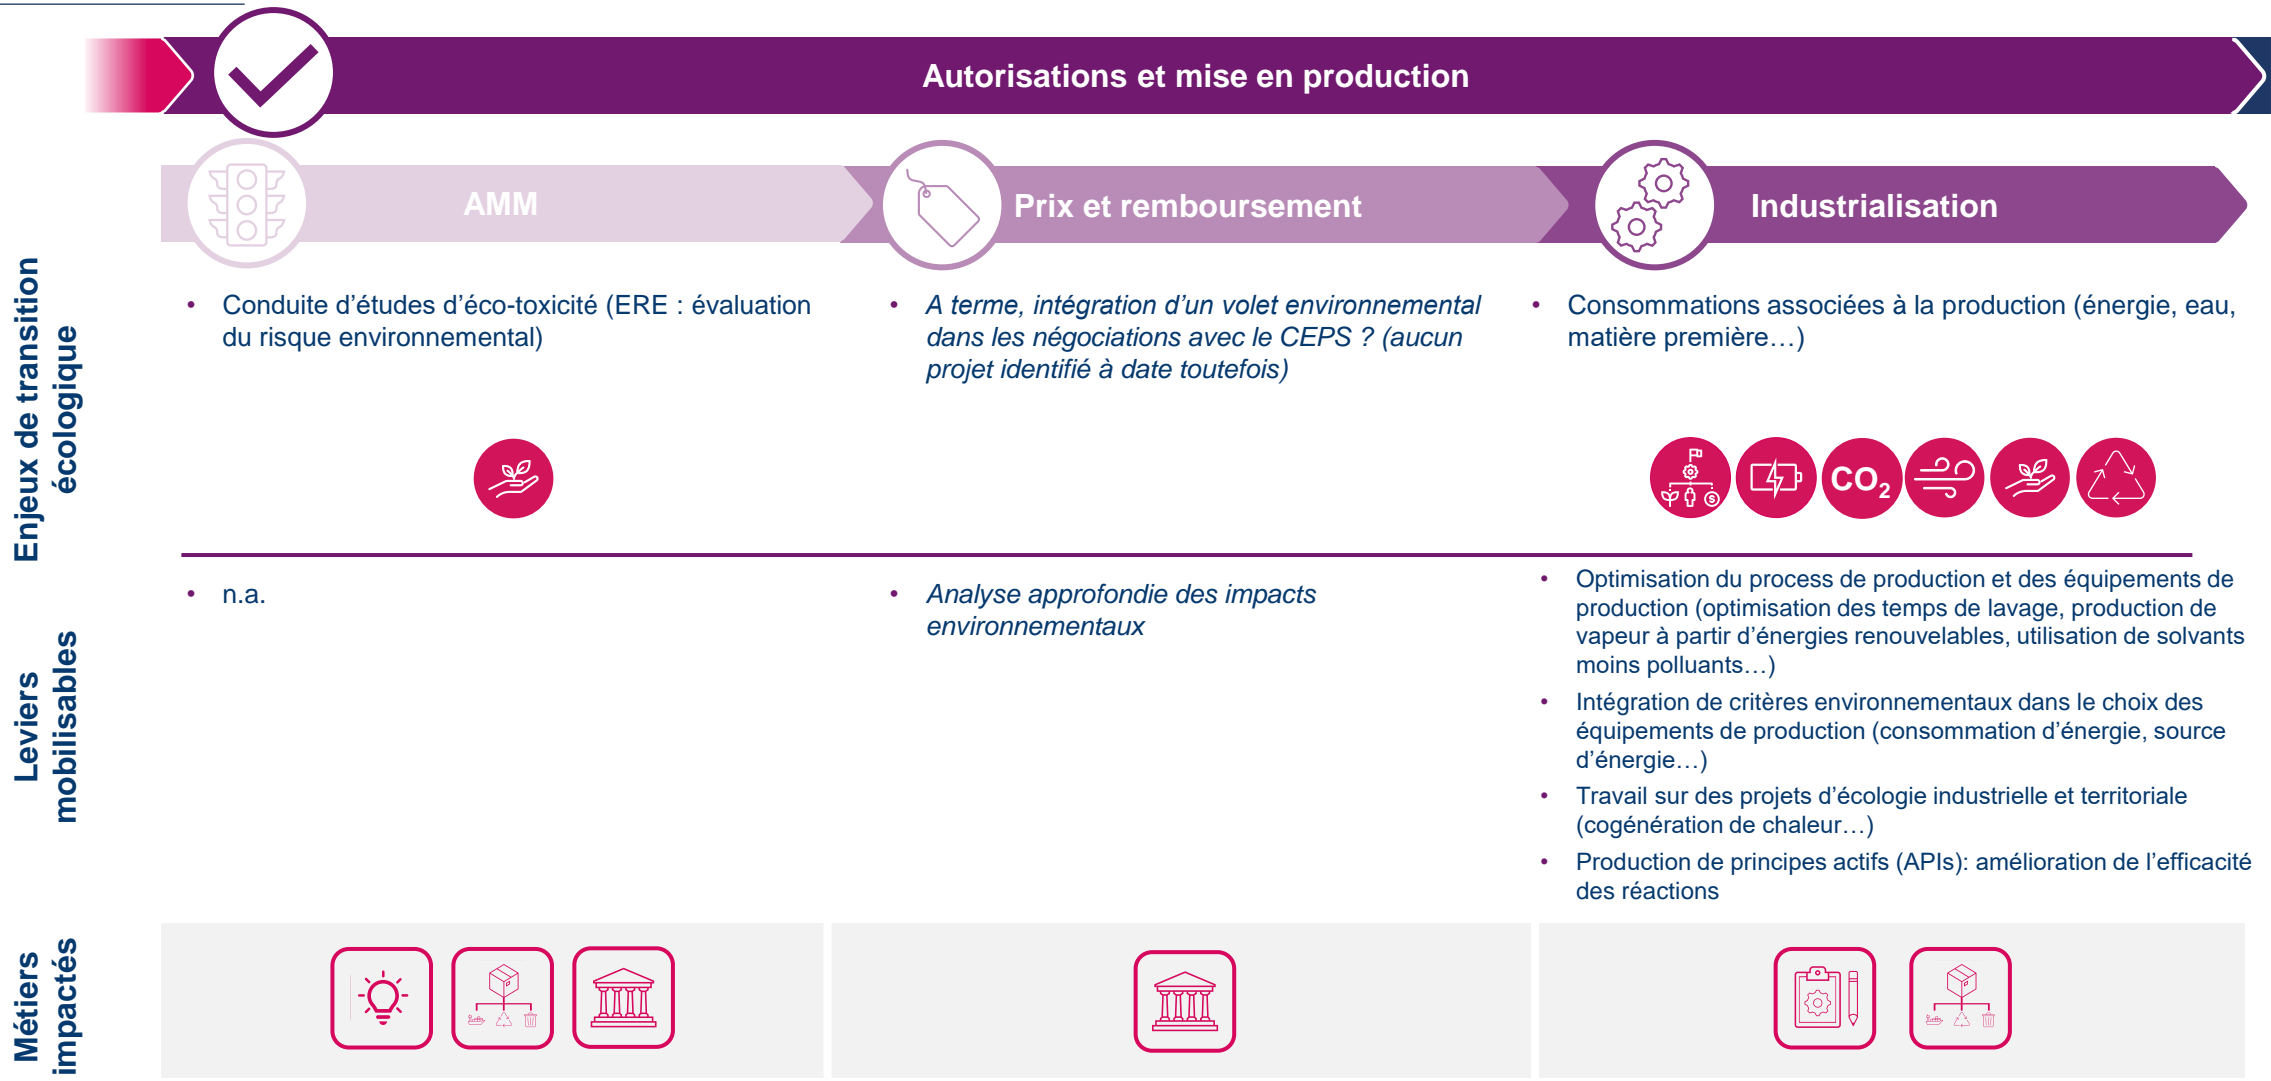 Autorisations et mise en production
AMM
Prix et remboursement
Industrialisation
Enjeux de transition
écologique
• Conduite d’études d’éco-toxicité (ERE : évaluation
du risque environnemental)
• A terme, intégration d’un volet environnemental
dans les négociations avec le CEPS ? (aucun
projet identifié à date toutefois)
• Consommations associées à la production (énergie, eau,
matière première…)
CO2
Leviers
mobilisables
• n.a.
• Analyse approfondie des impacts
environnementaux
• Optimisation du process de production et des équipements de
production (optimisation des temps de lavage, production de
vapeur à partir d’énergies renouvelables, utilisation de solvants
moins polluants…)
• Intégration de critères environnementaux dans le choix des
équipements de production (consommation d’énergie, source
d’énergie…)
• Travail sur des projets d’écologie industrielle et territoriale
(cogénération de chaleur…)
• Production de principes actifs (APIs): amélioration de l’efficacité
des réactions
Métiers
impactés